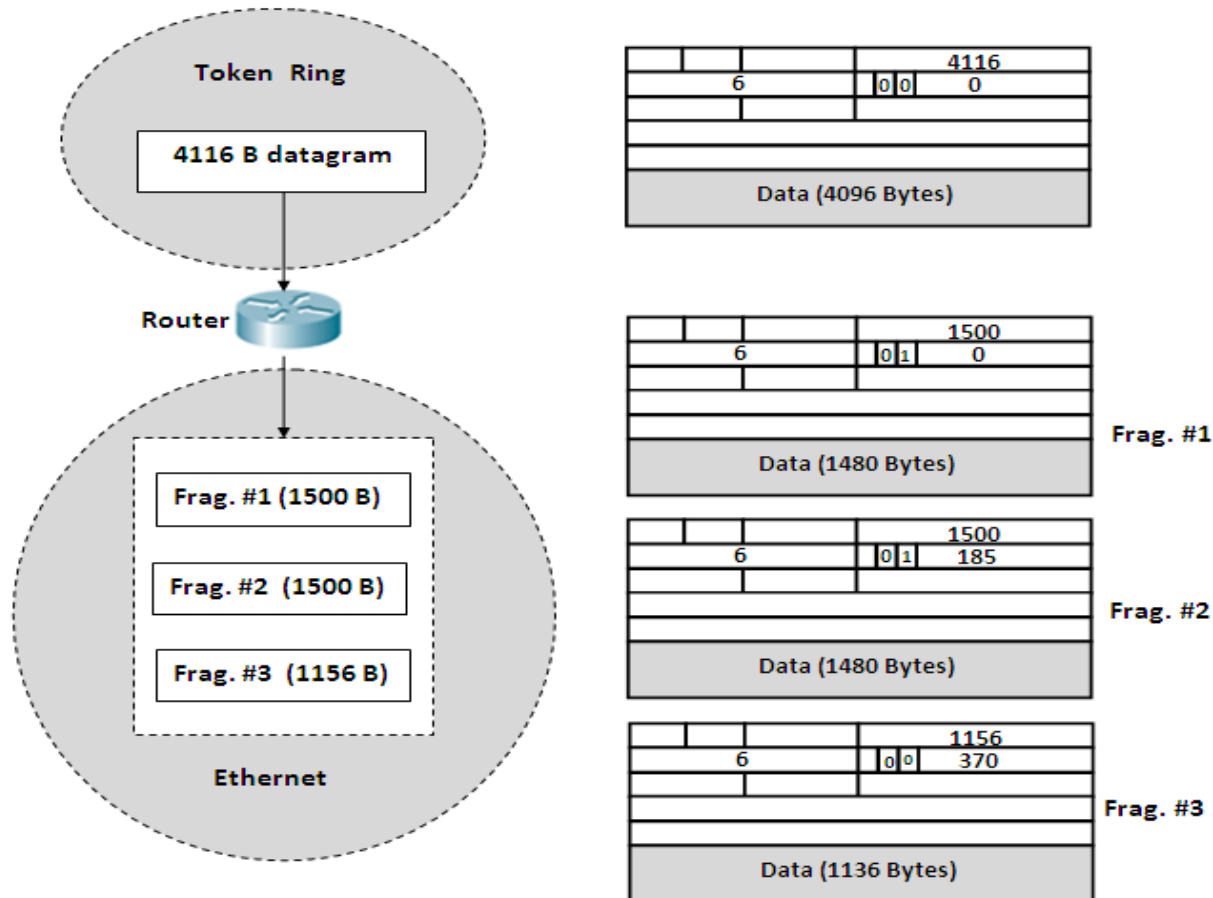 Token Ring
4116 B datagram
Router
Frag. #1 (1500 B)
Frag. #2 (1500 B)
Frag. #3 (1156 B)
Ethernet
4116
6 0 0 0
Data (4096 Bytes)
1500
6 0 1 0
Data (1480 Bytes)
Frag. #1
1500
6 0 1 185
Data (1480 Bytes)
Frag. #2
1156
6 0 0 370
Data (1136 Bytes)
Frag. #3